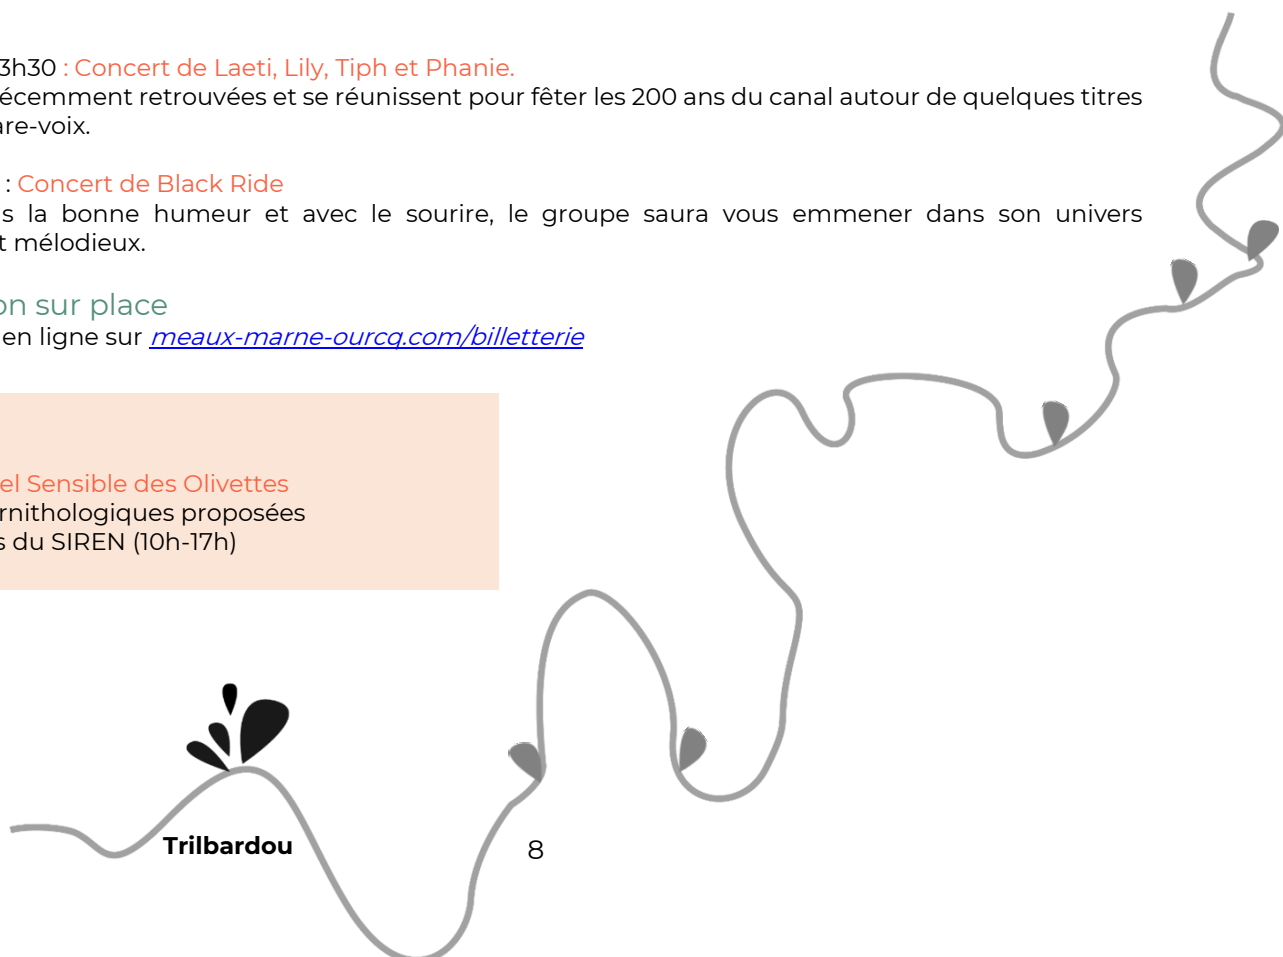 3h30 : Concert de Laeti, Lily, Tiph et Phanie.
écemment retrouvées et se réunissent pour fêter les 200 ans du canal autour de quelques titres
are-voix.
: Concert de Black Ride
s la bonne humeur et avec le sourire, le groupe saura vous emmener dans son univers
t mélodieux.
on sur place
en ligne sur meaux-marne-ourcq.com/billetterie
el Sensible des Olivettes
rnithologiques proposées
s du SIREN (10h-17h)
Trilbardou
8